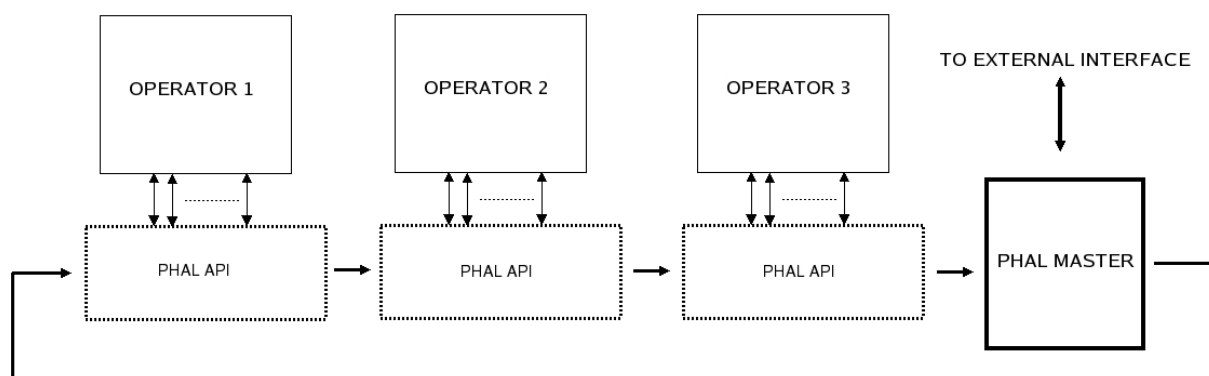 OPERATOR 1
OPERATOR 2
OPERATOR 3
TO EXTERNAL INTERFACE
PHAL API
PHAL API
PHAL API
PHAL MASTER